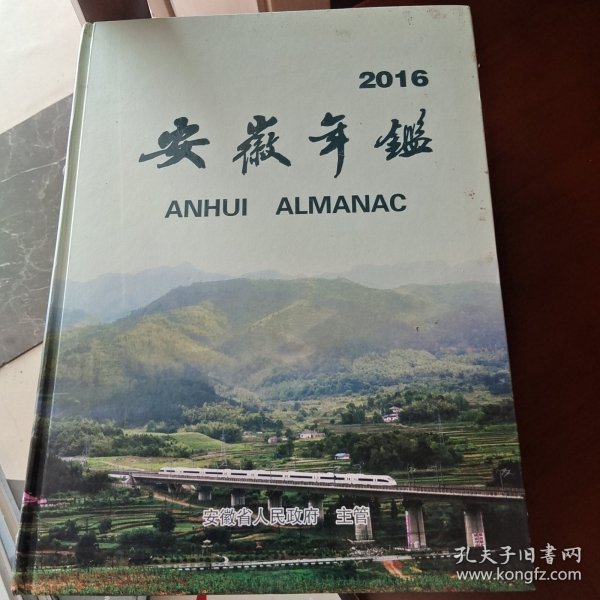 2016
安徽年鑑
ANHUI ALMANAC
安徽省人民政府 主管
孔夫子旧书网
www.kongfz.com